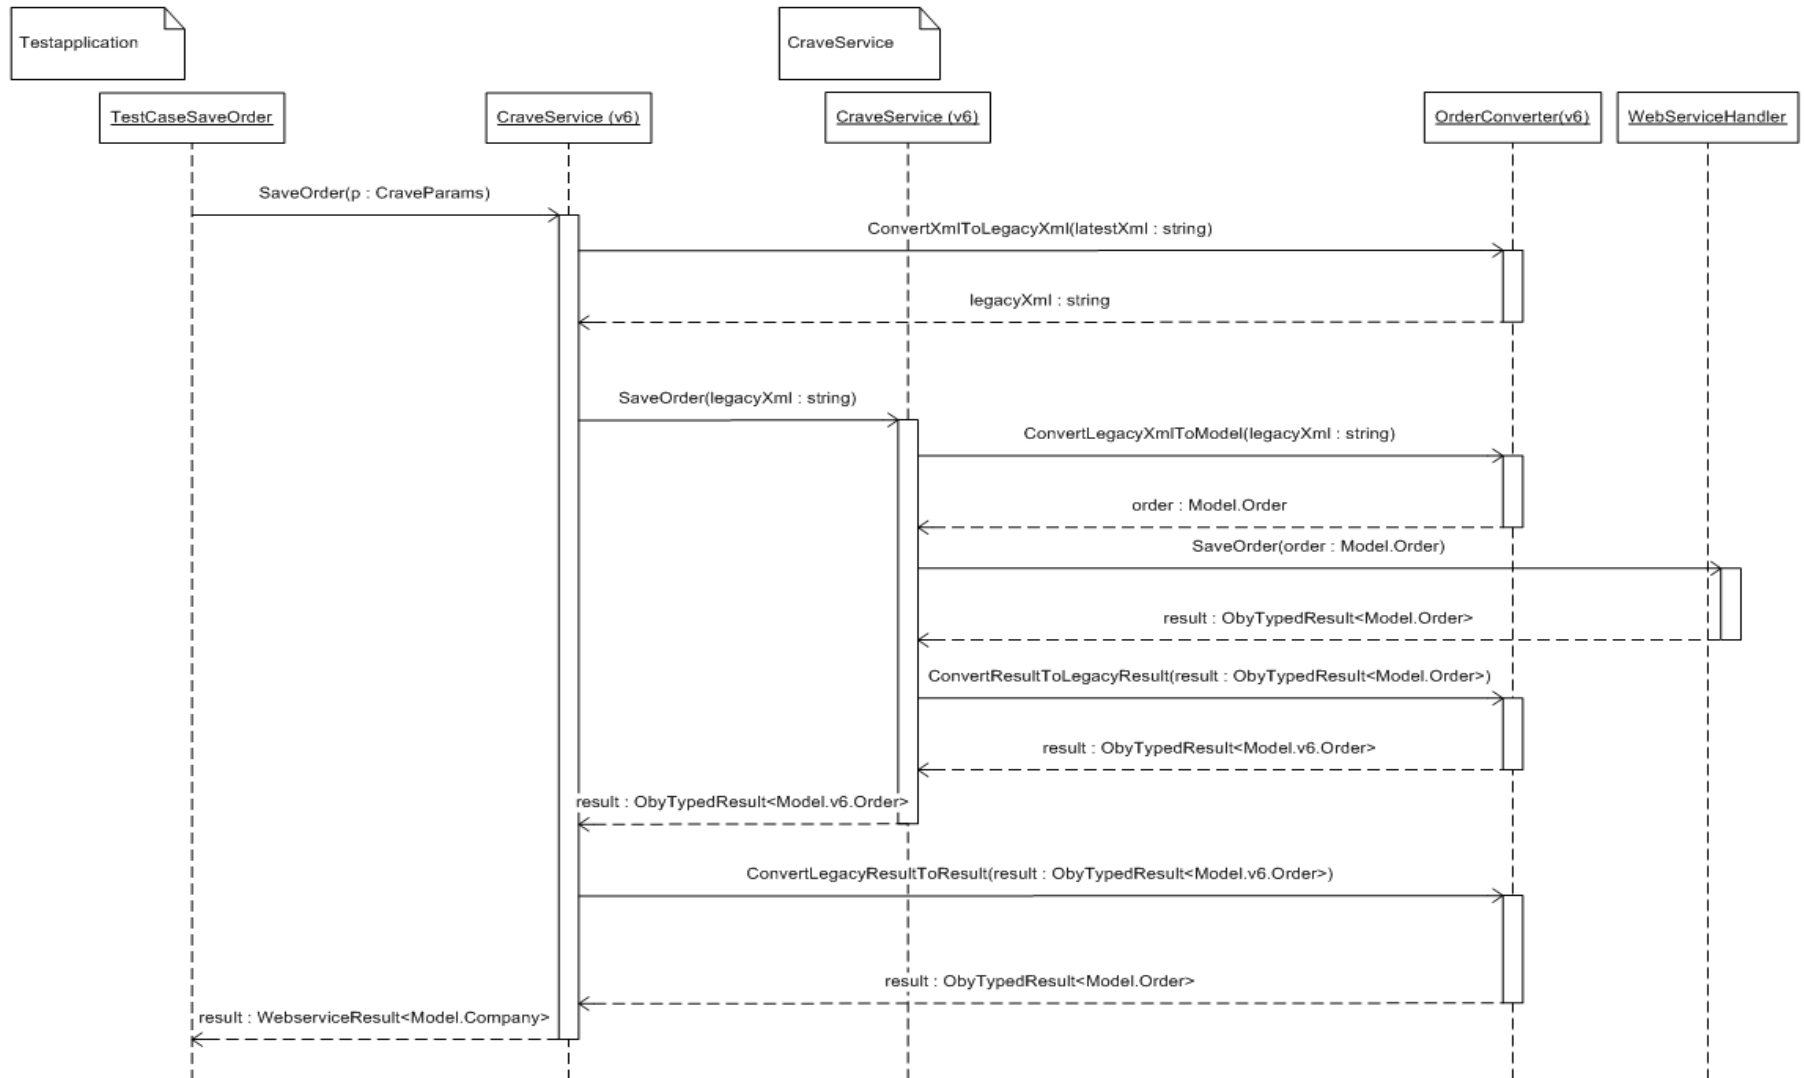 Testapplication
CraveService
TestCaseSaveOrder
CraveService (v6)
CraveService (v6)
OrderConverter(v6)
WebServiceHandler
SaveOrder(p : CraveParams)
ConvertXmlToLegacyXml(latestXml : string)
legacyXml : string
SaveOrder(legacyXml : string)
ConvertLegacyXmlToModel(legacyXml : string)
order : Model.Order
SaveOrder(order : Model.Order)
result : ObyTypedResult<Model.Order>
ConvertResultToLegacyResult(result : ObyTypedResult<Model.Order>)
result : ObyTypedResult<Model.v6.Order>
result : ObyTypedResult<Model.v6.Order>
ConvertLegacyResultToResult(result : ObyTypedResult<Model.v6.Order>)
result : ObyTypedResult<Model.Order>
result : WebserviceResult<Model.Company>